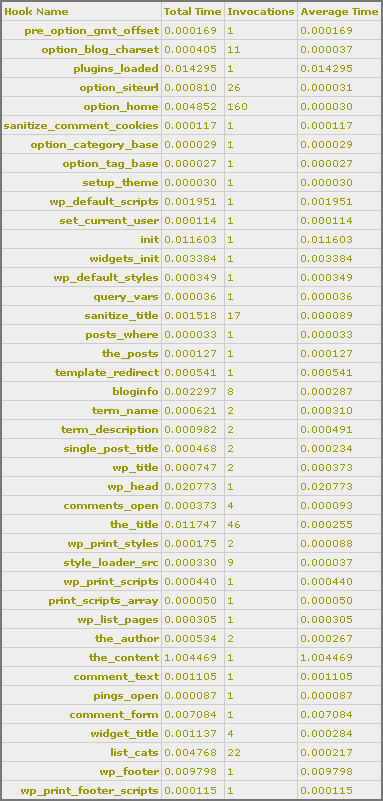 Hook Name Total Time Invocations Average Time
pre_option_gmt_offset 0.000169 1 0.000169
option_blog_charset 0.000405 11 0.000037
plugins_loaded 0.014295 1 0.014295
option_siteurl 0.000810 26 0.000031
option_home 0.004852 160 0.000030
sanitize_comment_cookies 0.000117 1 0.000117
option_category_base 0.000029 1 0.000029
option_tag_base 0.000027 1 0.000027
setup_theme 0.000030 1 0.000030
wp_default_scripts 0.001951 1 0.001951
set_current_user 0.000114 1 0.000114
init 0.011603 1 0.011603
widgets_init 0.003384 1 0.003384
wp_default_styles 0.000349 1 0.000349
query_vars 0.000036 1 0.000036
sanitize_title 0.001518 17 0.000089
posts_where 0.000033 1 0.000033
the_posts 0.000127 1 0.000127
template_redirect 0.000541 1 0.000541
bloginfo 0.002297 8 0.000287
term_name 0.000621 2 0.000310
term_description 0.000982 2 0.000491
single_post_title 0.000468 2 0.000234
wp_title 0.000747 2 0.000373
wp_head 0.020773 1 0.020773
comments_open 0.000373 4 0.000093
the_title 0.011747 46 0.000255
wp_print_styles 0.000175 2 0.000088
style_loader_src 0.000330 9 0.000037
wp_print_scripts 0.000440 1 0.000440
print_scripts_array 0.000050 1 0.000050
wp_list_pages 0.000305 1 0.000305
the_author 0.000534 2 0.000267
the_content 1.004469 1 1.004469
comment_text 0.001105 1 0.001105
pings_open 0.000087 1 0.000087
comment_form 0.007084 1 0.007084
widget_title 0.001137 4 0.000284
list_cats 0.004768 22 0.000217
wp_footer 0.009798 1 0.009798
wp_print_footer_scripts 0.000115 1 0.000115